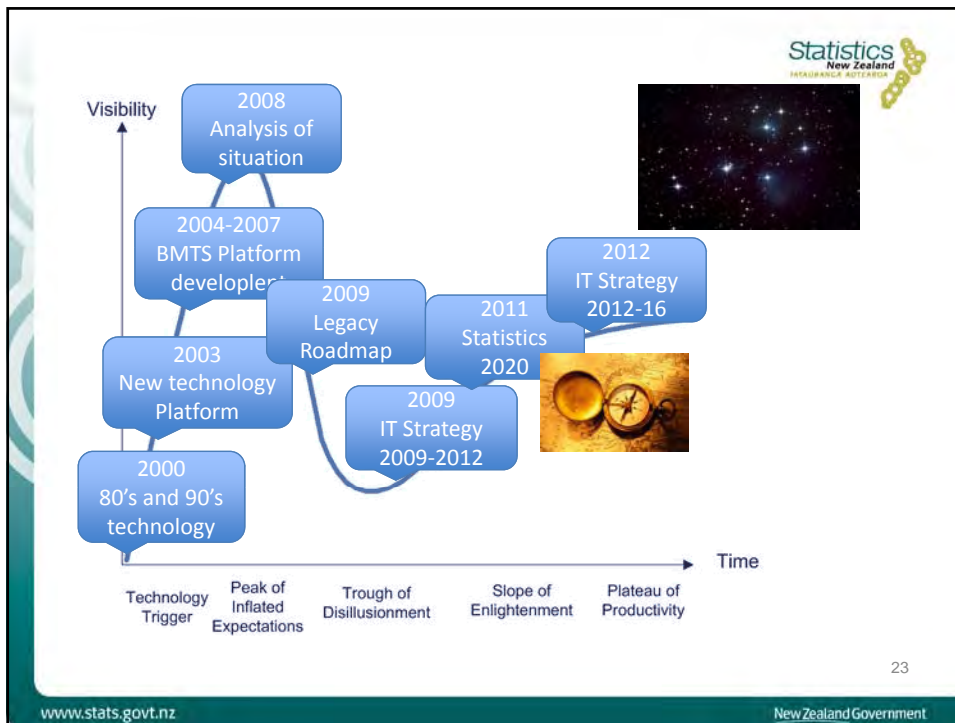 Statistics
New Zealand
TATAURANGA AOTEAROA
Visibility
2008
Analysis of
situation
2004-2007
BMTS Platform
developlent
2003
New technology
Platform
2000
80's and 90's
technology
2009
Legacy
Roadmap
2009
IT Strategy
2009-2012
2011
Statistics
2020
2012
IT Strategy
2012-16
Time
Technology
Trigger
Peak of
Inflated
Expectations
Trough of
Disillusionment
Slope of
Enlightenment
Plateau of
Productivity
23
www.stats.govt.nz
New Zealand Government